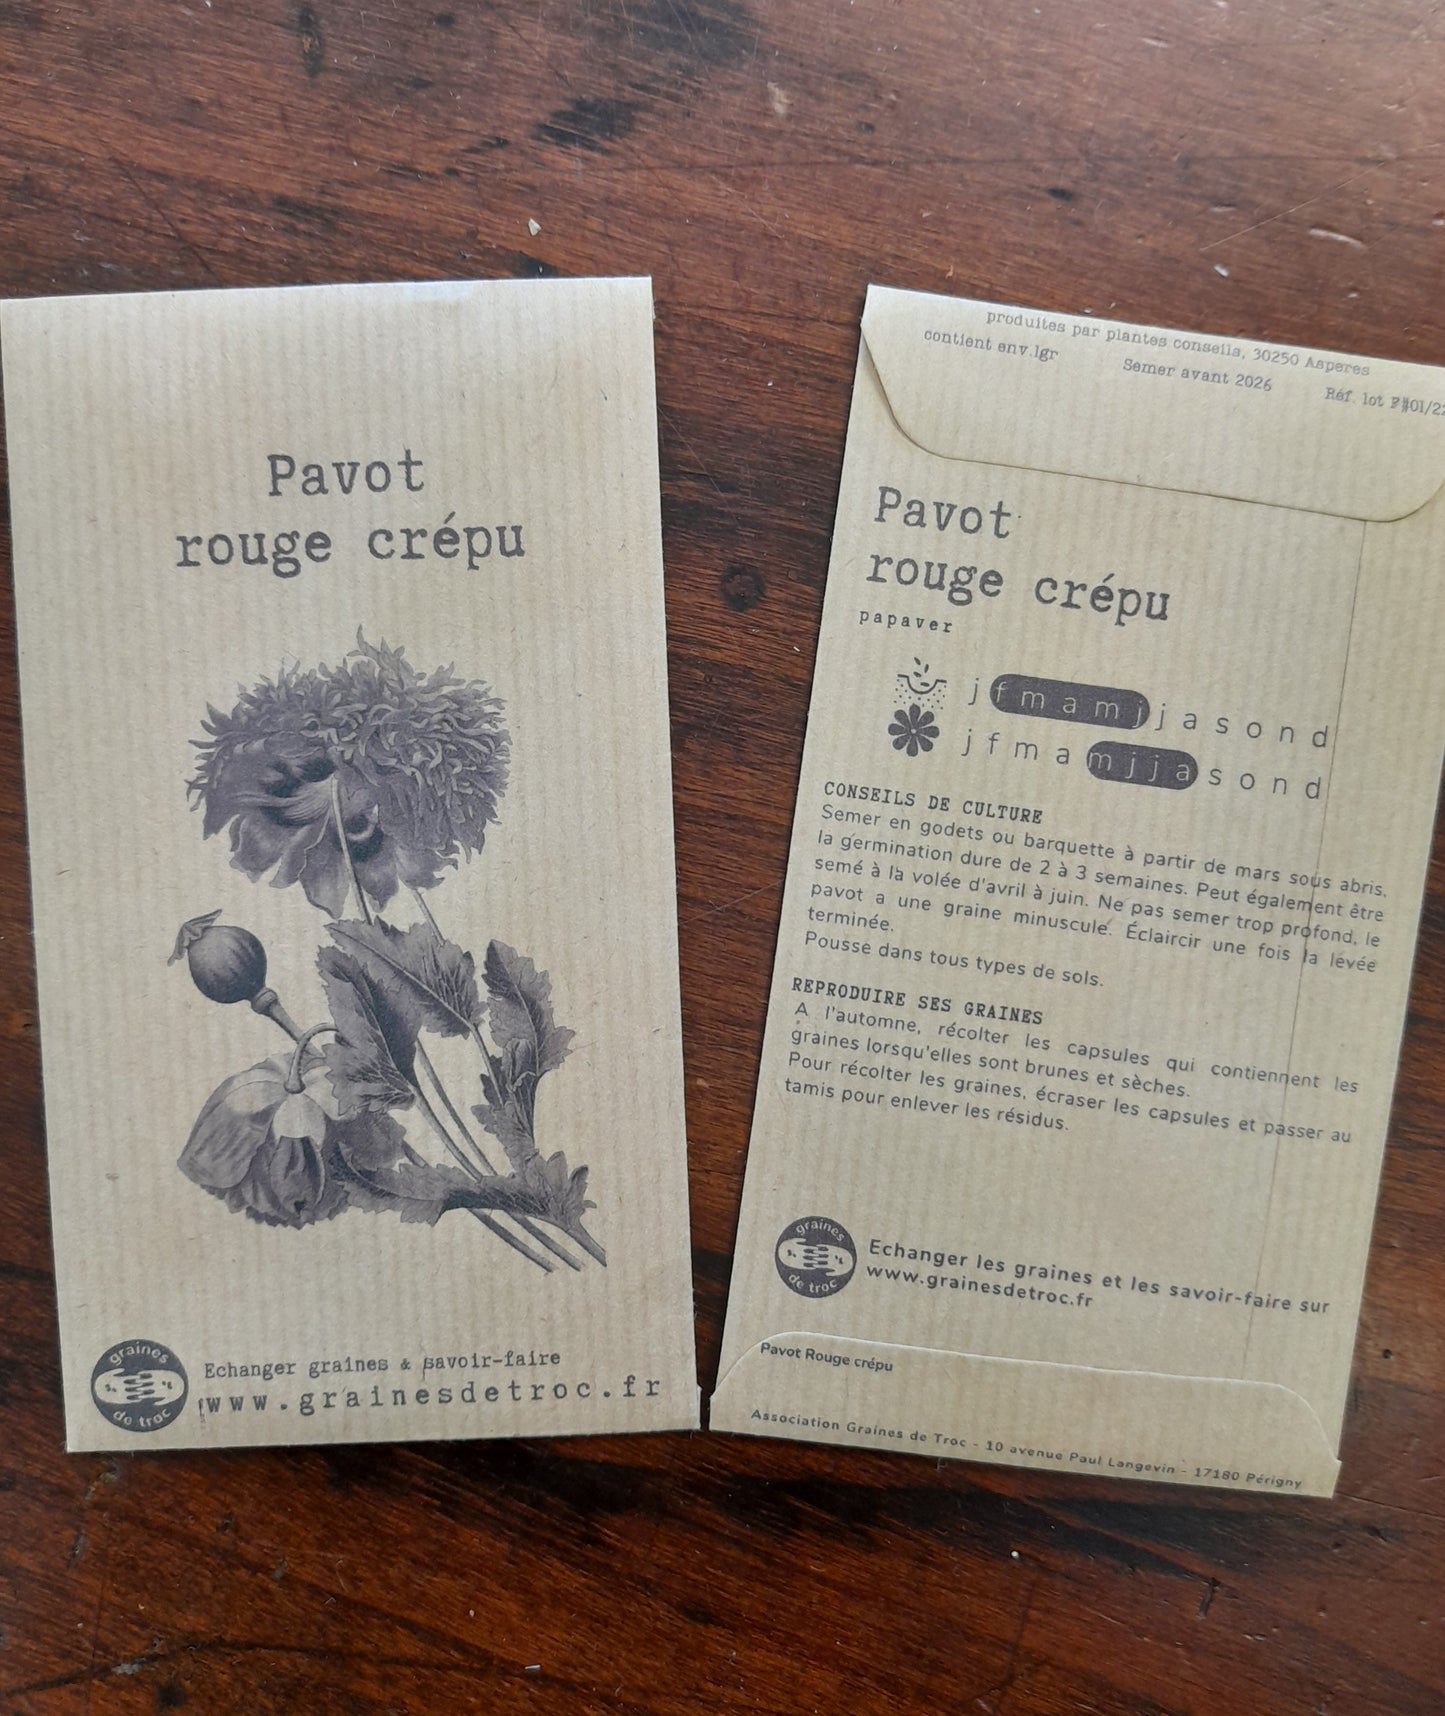 Pavot
rouge crépu
graines
de troc
Echanger graines & savoir-faire
www.grainesdetroc.fr
produites par plantes conseils, 30250 Asperes
contient env.1gr Semer avant 2026 Réf. lot F#01/22
Pavot
rouge crépu
papaver
j f m a m j j a s o n d
j f m a m j j a s o n d
CONSEILS DE CULTURE
Semer en godets ou barquette à partir de mars sous abris,
la germination dure de 2 à 3 semaines. Peut également être
semé à la volée d'avril à juin. Ne pas semer trop profond, le
pavot a une graine minuscule. Éclaircir une fois la levée
terminée.
Pousse dans tous types de sols.
REPRODUIRE SES GRAINES
A l'automne, récolter les capsules qui contiennent les
graines lorsqu'elles sont brunes et sèches.
Pour récolter les graines, écraser les capsules et passer au
tamis pour enlever les résidus.
graines
de troc
Echanger les graines et les savoir-faire sur
www.grainesdetroc.fr
Pavot Rouge crépu
Association Graines de Troc - 10 avenue Paul Langevin - 17180 Périgny